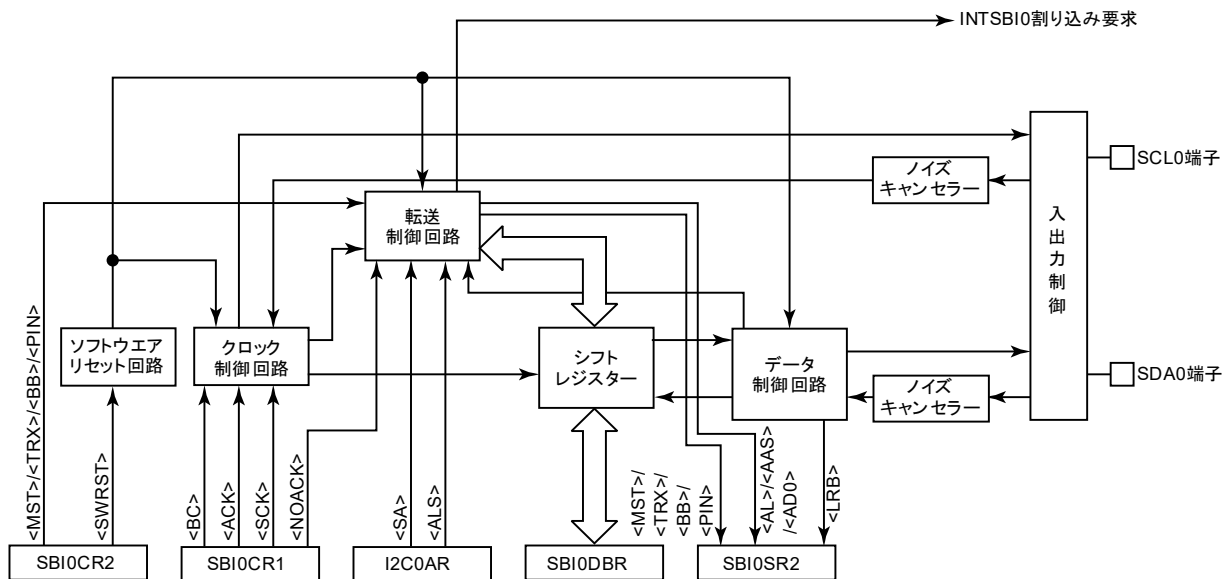 INTSBI0割り込み要求
SCL0端子
ノイズ
キャンセラー
転送
制御回路
入出力制御
<MST>/<TRX>/<BB>/<PIN>
ソフトウエア
リセット回路
クロック
制御回路
シフト
レジスター
データ
制御回路
ノイズ
キャンセラー
SDA0端子
<SWRST>
<BC>
<ACK>
<SCK>
<NOACK>
<SA>
<ALS>
<MST>/
<TRX>/
<BB>/
<PIN>
<AL>/<AAS>
/<AD0>
<LRB>
SBI0CR2
SBI0CR1
I2C0AR
SBI0DBR
SBI0SR2